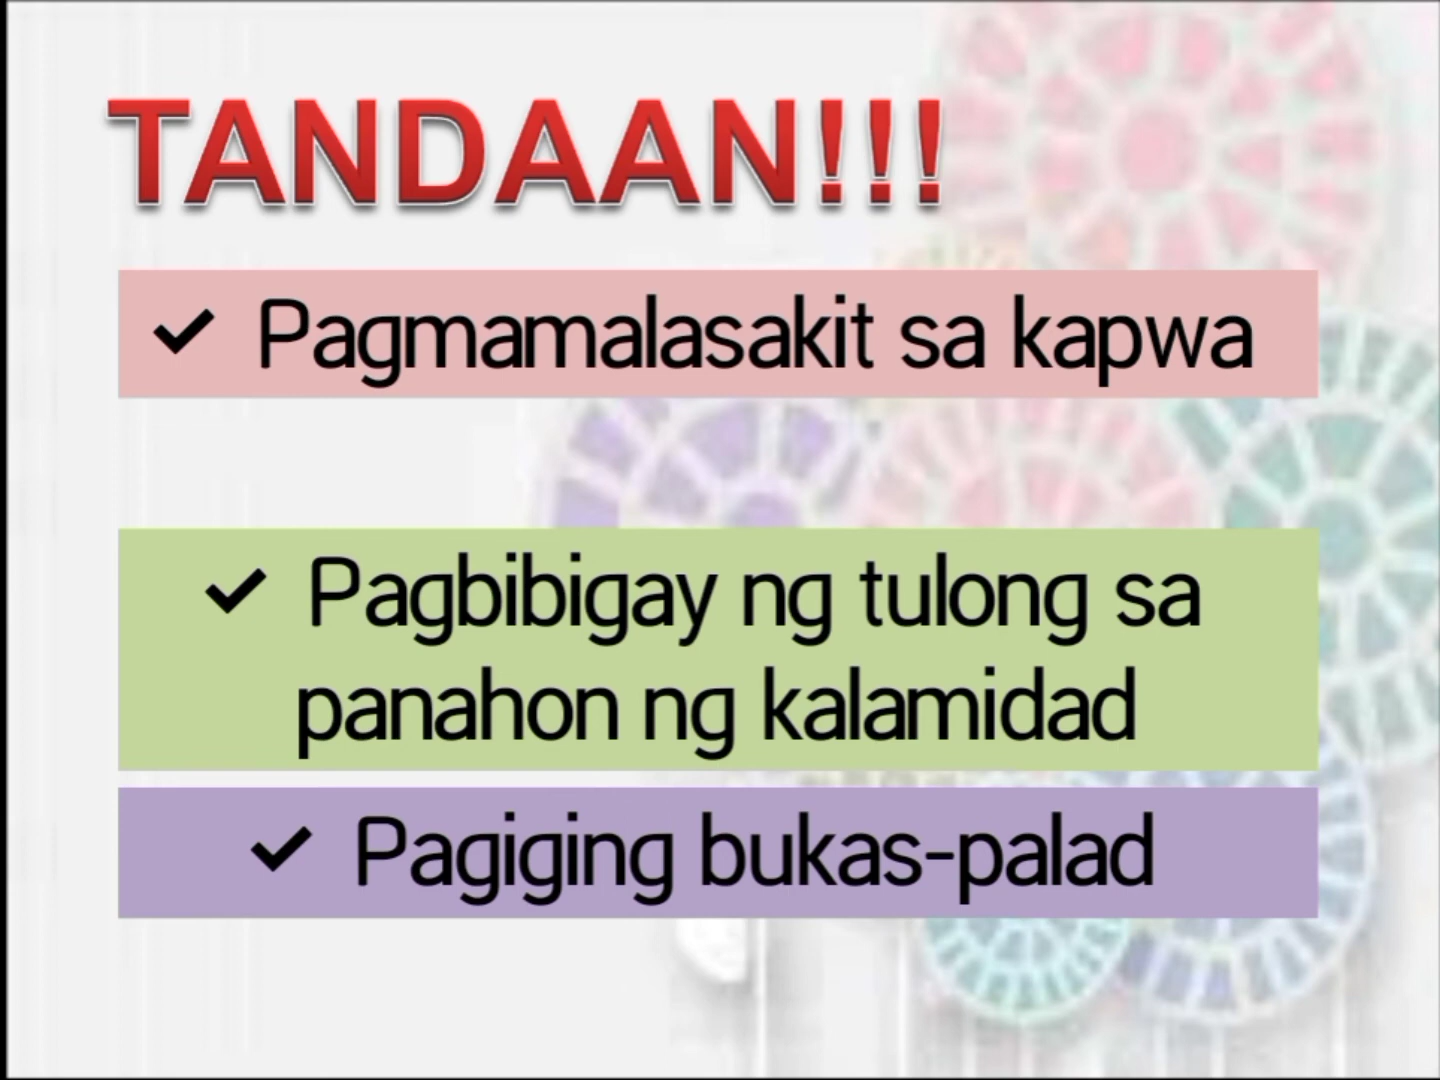 TANDAAN!!!
✓ Pagmamalasakit sa kapwa
✓ Pagbibigay ng tulong sa
panahon ng kalamidad
✓ Pagiging bukas-palad